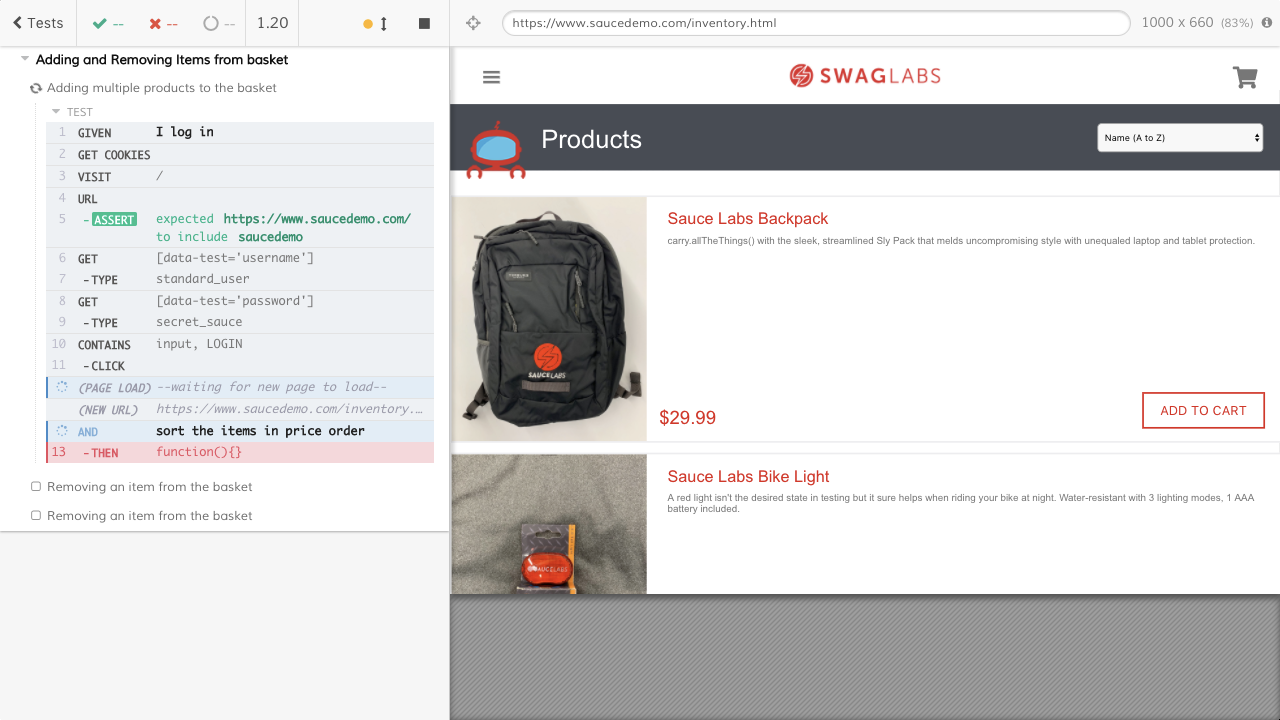 Tests -- -- -- 1.20
https://www.saucedemo.com/inventory.html 1000 x 660 (83%)
Adding and Removing Items from basket
Adding multiple products to the basket
TEST
1 GIVEN I log in
2 GET COOKIES
3 VISIT /
4 URL
5 -ASSERT expected https://www.saucedemo.com/
to include saucedemo
6 GET [data-test='username']
7 -TYPE standard_user
8 GET [data-test='password']
9 -TYPE secret_sauce
10 CONTAINS input, LOGIN
11 -CLICK
(PAGE LOAD) --waiting for new page to load--
(NEW URL) https://www.saucedemo.com/inventory.…
AND sort the items in price order
13 -THEN function(){}
Removing an item from the basket
Removing an item from the basket
SWAGLABS
Products
Name (A to Z)
Sauce Labs Backpack
carry.allTheThings() with the sleek, streamlined Sly Pack that melds uncompromising style with unequaled laptop and tablet protection.
SAUCELABS
$29.99
ADD TO CART
Sauce Labs Bike Light
A red light isn't the desired state in testing but it sure helps when riding your bike at night. Water-resistant with 3 lighting modes, 1 AAA
battery included.
SAUCELABS